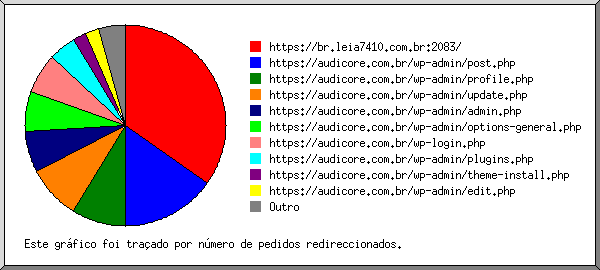 https://br.leia7410.com.br:2083/
https://audicore.com.br/wp-admin/post.php
https://audicore.com.br/wp-admin/profile.php
https://audicore.com.br/wp-admin/update.php
https://audicore.com.br/wp-admin/admin.php
https://audicore.com.br/wp-admin/options-general.php
https://audicore.com.br/wp-login.php
https://audicore.com.br/wp-admin/plugins.php
https://audicore.com.br/wp-admin/theme-install.php
https://audicore.com.br/wp-admin/edit.php
Outro
Este gráfico foi traçado por número de pedidos redireccionados.